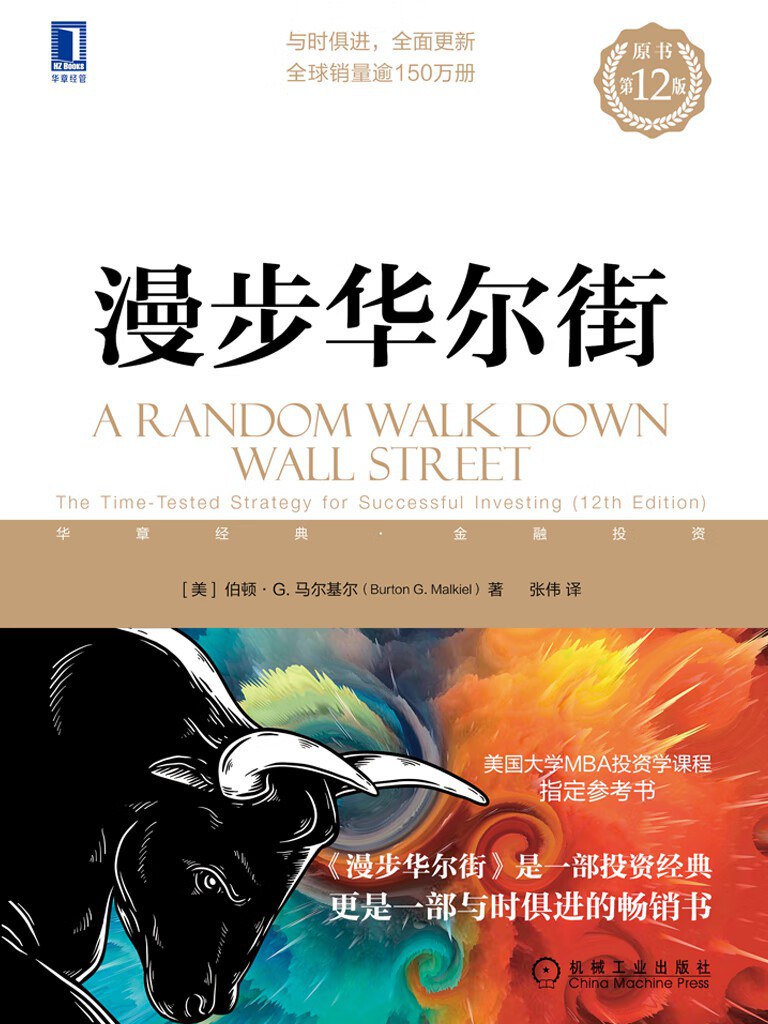 HZ Books
华章经管
与时俱进，全面更新
全球销量逾150万册
原书
第12版
漫步华尔街
A RANDOM WALK DOWN
WALL STREET
The Time-Tested Strategy for Successful Investing (12th Edition)
华章经典·金融投资
［美］伯顿·G. 马尔基尔（Burton G. Malkiel）著 张伟 译
美国大学MBA投资学课程
指定参考书
《漫步华尔街》是一部投资经典
更是一部与时俱进的畅销书
机械工业出版社
China Machine Press